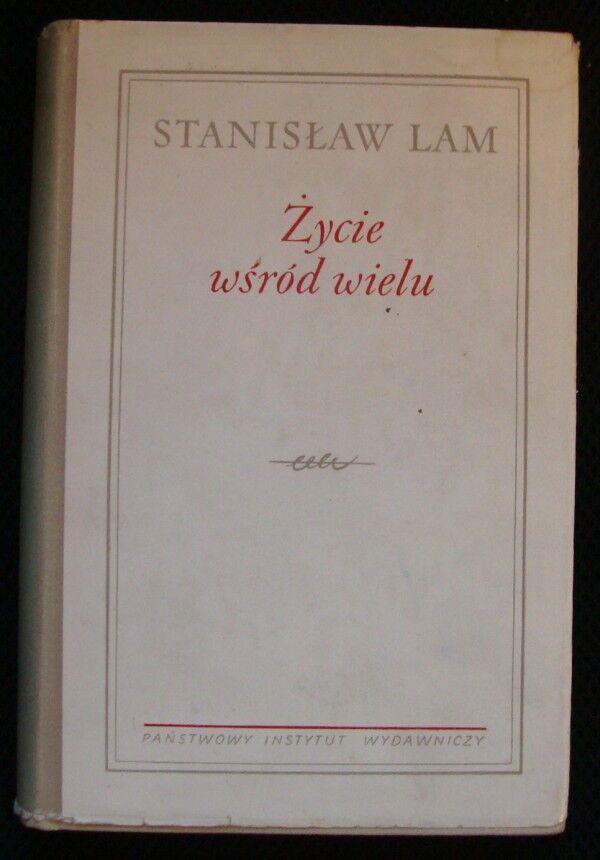 STANISŁAW LAM
Życie
wśród wielu
PAŃSTWOWY INSTYTUT WYDAWNICZY